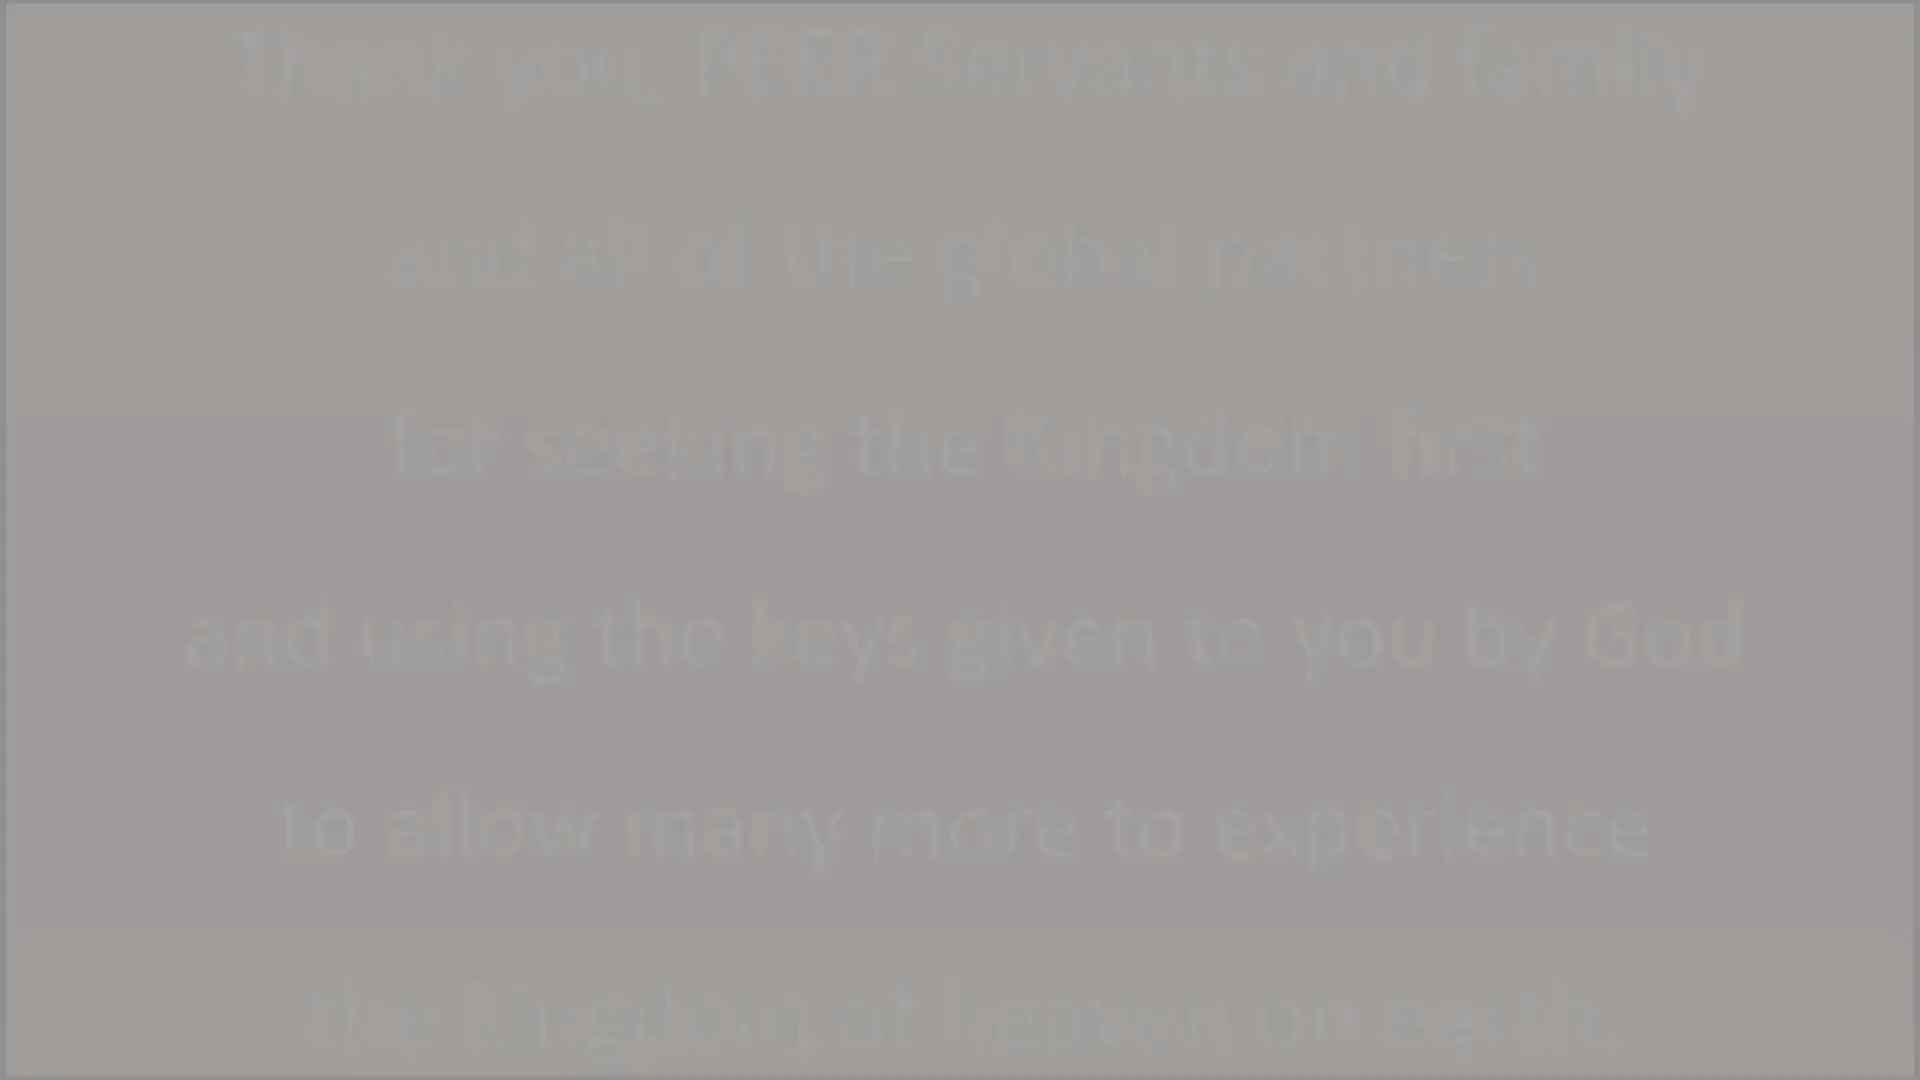 Thank you, PEER Servants and family
and all of the global partners
for seeking the Kingdom first
and using the keys given to you by God
to allow many more to experience
the kingdom of heaven on earth